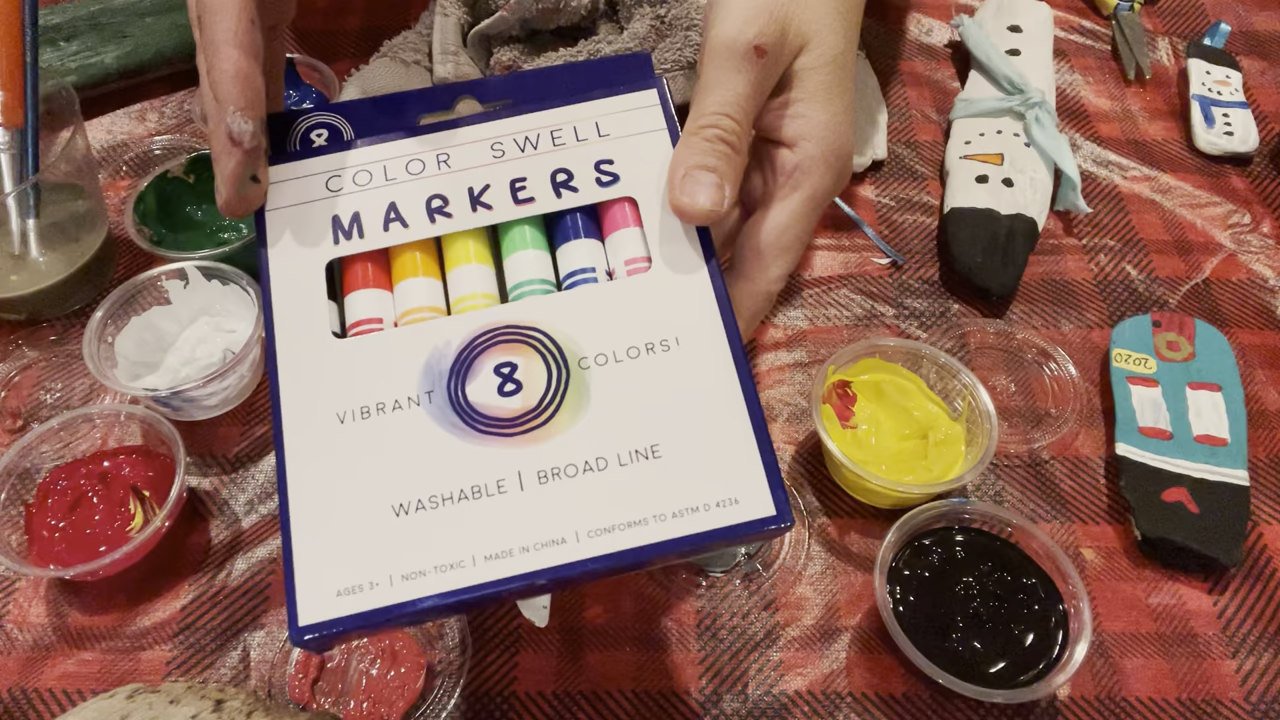 COLOR SWELL
MARKERS
VIBRANT 8 COLORS!
WASHABLE | BROAD LINE
AGES 3+ | NON-TOXIC | MADE IN CHINA | CONFORMS TO ASTM D 4236
2020